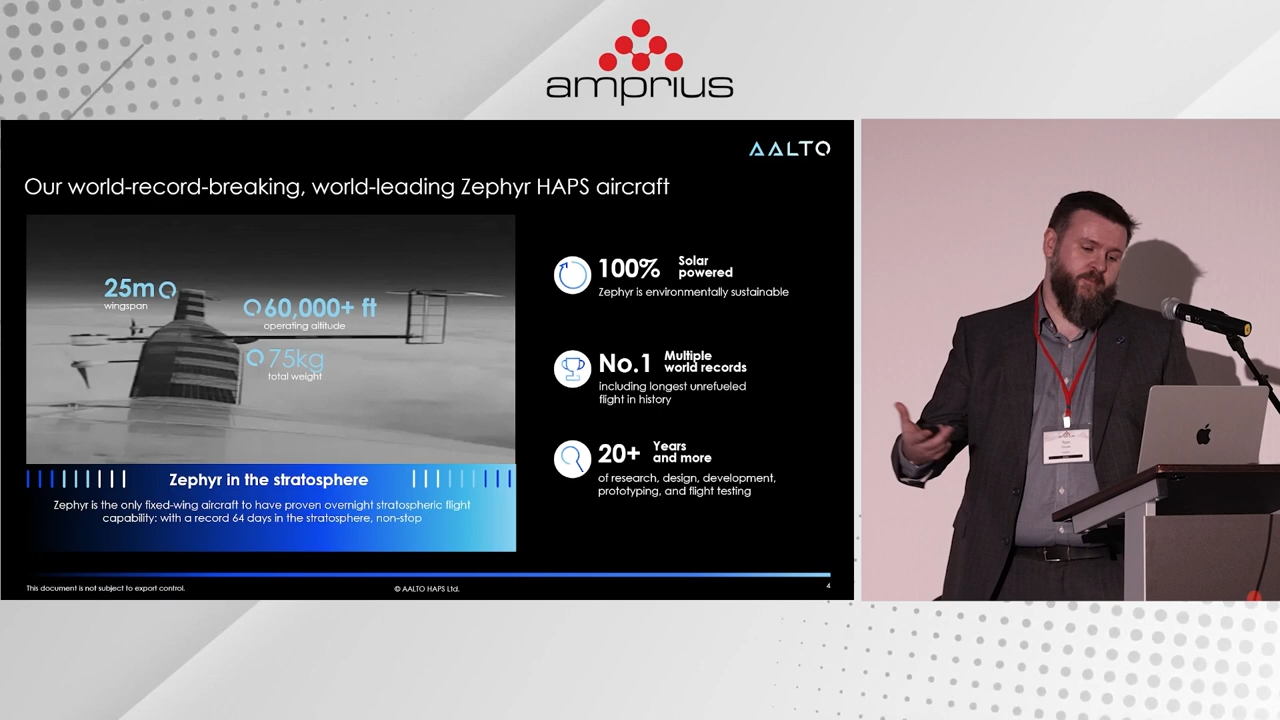 amprius
AALTO
Our world-record-breaking, world-leading Zephyr HAPS aircraft
25m
wingspan
60,000+ ft
operating altitude
75kg
total weight
Zephyr in the stratosphere
Zephyr is the only fixed-wing aircraft to have proven overnight stratospheric flight
capability: with a record 64 days in the stratosphere, non-stop
100% Solar
powered
Zephyr is environmentally sustainable
No.1 Multiple
world records
including longest unrefueled
flight in history
20+ Years
and more
of research, design, development,
prototyping, and flight testing
This document is not subject to export control.
© AALTO HAPS Ltd.
4